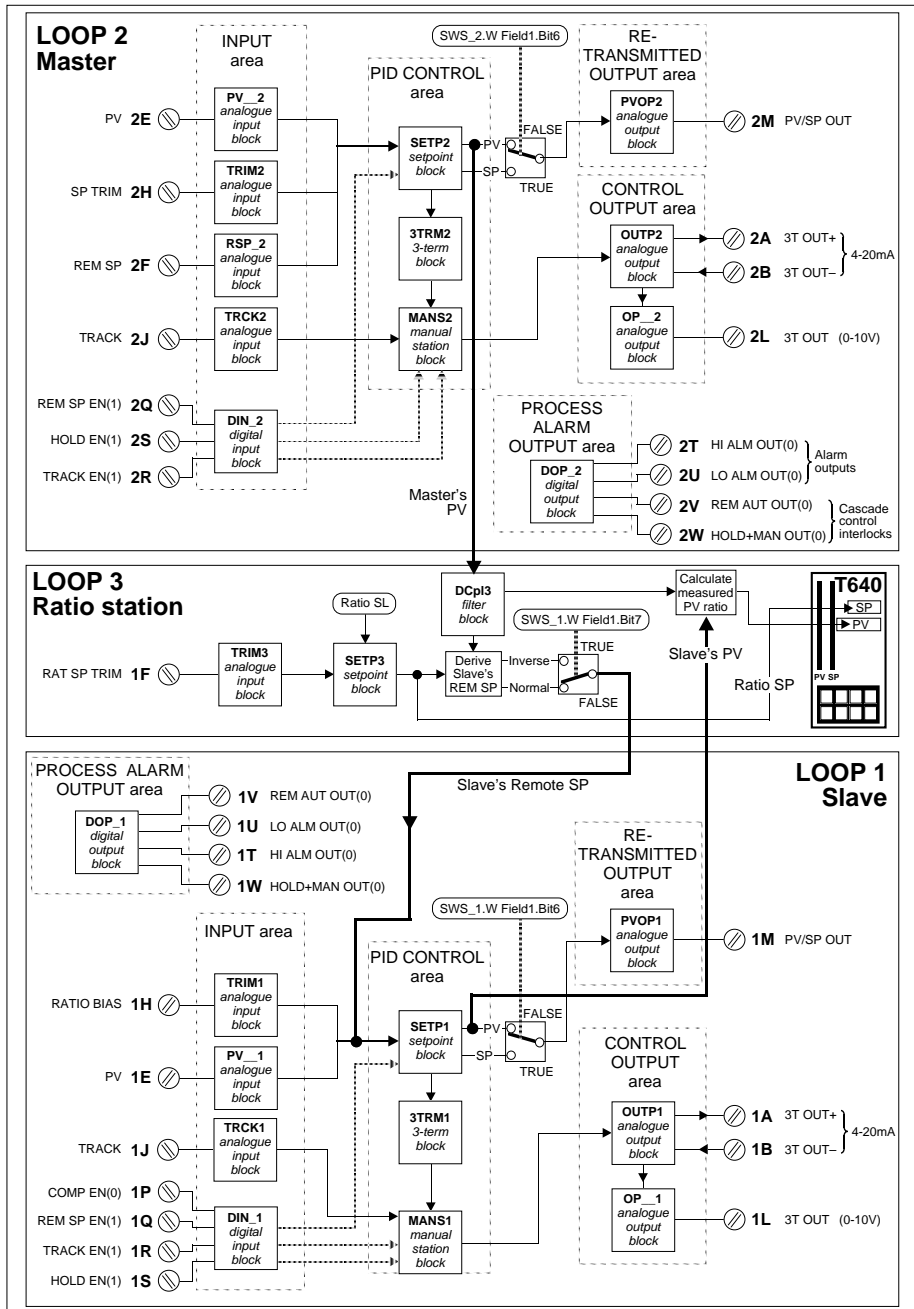 LOOP 2
Master
INPUT
area
PID CONTROL
area
SWS_2.W Field1.Bit6
RE-
TRANSMITTED
OUTPUT area
PV 2E
PV__2
analogue
input
block
SETP2
setpoint
block
PV
SP
FALSE
TRUE
PVOP2
analogue
output
block
2M PV/SP OUT
SP TRIM 2H
TRIM2
analogue
input
block
REM SP 2F
RSP_2
analogue
input
block
3TRM2
3-term
block
CONTROL
OUTPUT area
OUTP2
analogue
output
block
2A 3T OUT+
2B 3T OUT–
4-20mA
TRACK 2J
TRCK2
analogue
input
block
MANS2
manual
station
block
OP__2
analogue
output
block
2L 3T OUT (0-10V)
REM SP EN(1) 2Q
HOLD EN(1) 2S
TRACK EN(1) 2R
DIN_2
digital
input
block
PROCESS
ALARM
OUTPUT area
DOP_2
digital
output
block
2T HI ALM OUT(0)
2U LO ALM OUT(0)
Alarm
outputs
2V REM AUT OUT(0)
2W HOLD+MAN OUT(0)
Cascade
control
interlocks
Master's
PV
LOOP 3
Ratio station
Ratio SL
DCpl3
filter
block
SWS_1.W Field1.Bit7
Calculate
measured
PV ratio
T640
SP
PV
PV SP
RAT SP TRIM 1F
TRIM3
analogue
input
block
SETP3
setpoint
block
Derive
Slave's
REM SP
Inverse
Normal
TRUE
FALSE
Slave's PV
Ratio SP
LOOP 1
Slave
PROCESS ALARM
OUTPUT area
DOP_1
digital
output
block
1V REM AUT OUT(0)
1U LO ALM OUT(0)
1T HI ALM OUT(0)
1W HOLD+MAN OUT(0)
Slave's Remote SP
RE-
TRANSMITTED
OUTPUT
area
INPUT area
SWS_1.W Field1.Bit6
PID CONTROL
area
PVOP1
analogue
output
block
1M PV/SP OUT
RATIO BIAS 1H
TRIM1
analogue
input
block
SETP1
setpoint
block
PV
SP
FALSE
TRUE
PV 1E
PV__1
analogue
input
block
CONTROL
OUTPUT
area
TRACK 1J
TRCK1
analogue
input
block
3TRM1
3-term
block
OUTP1
analogue
output
block
1A 3T OUT+
1B 3T OUT–
4-20mA
COMP EN(0) 1P
REM SP EN(1) 1Q
TRACK EN(1) 1R
HOLD EN(1) 1S
DIN_1
digital
input
block
MANS1
manual
station
block
OP__1
analogue
output
block
1L 3T OUT (0-10V)